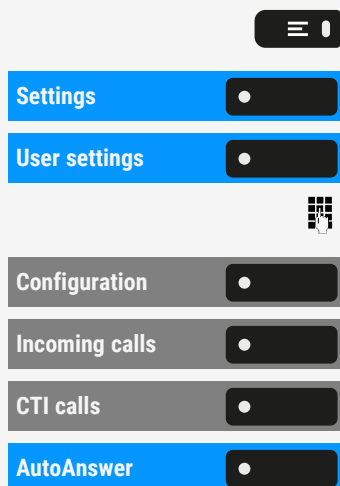 Settings
User settings
Configuration
Incoming calls
CTI calls
AutoAnswer